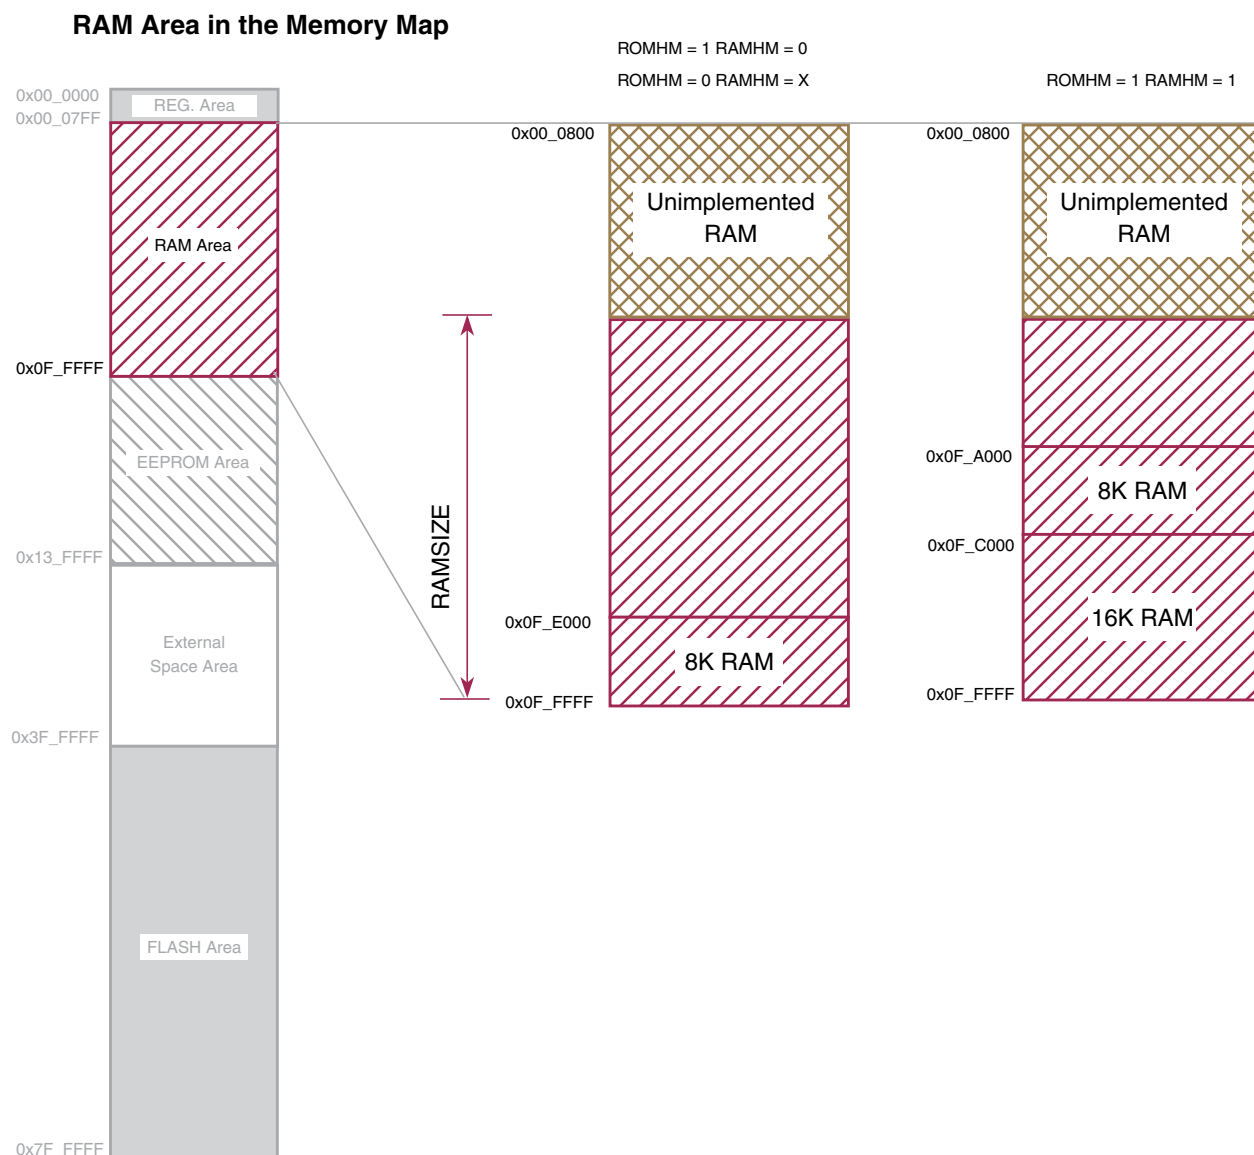 RAM Area in the Memory Map
ROMHM = 1 RAMHM = 0
ROMHM = 0 RAMHM = X
ROMHM = 1 RAMHM = 1
0x00_0000
REG. Area
0x00_07FF
RAM Area
0x0F_FFFF
EEPROM Area
0x13_FFFF
External
Space Area
0x3F_FFFF
FLASH Area
0x7F_FFFF
RAMSIZE
0x00_0800
Unimplemented
RAM
0x0F_E000
8K RAM
0x0F_FFFF
0x00_0800
Unimplemented
RAM
0x0F_A000
8K RAM
0x0F_C000
16K RAM
0x0F_FFFF